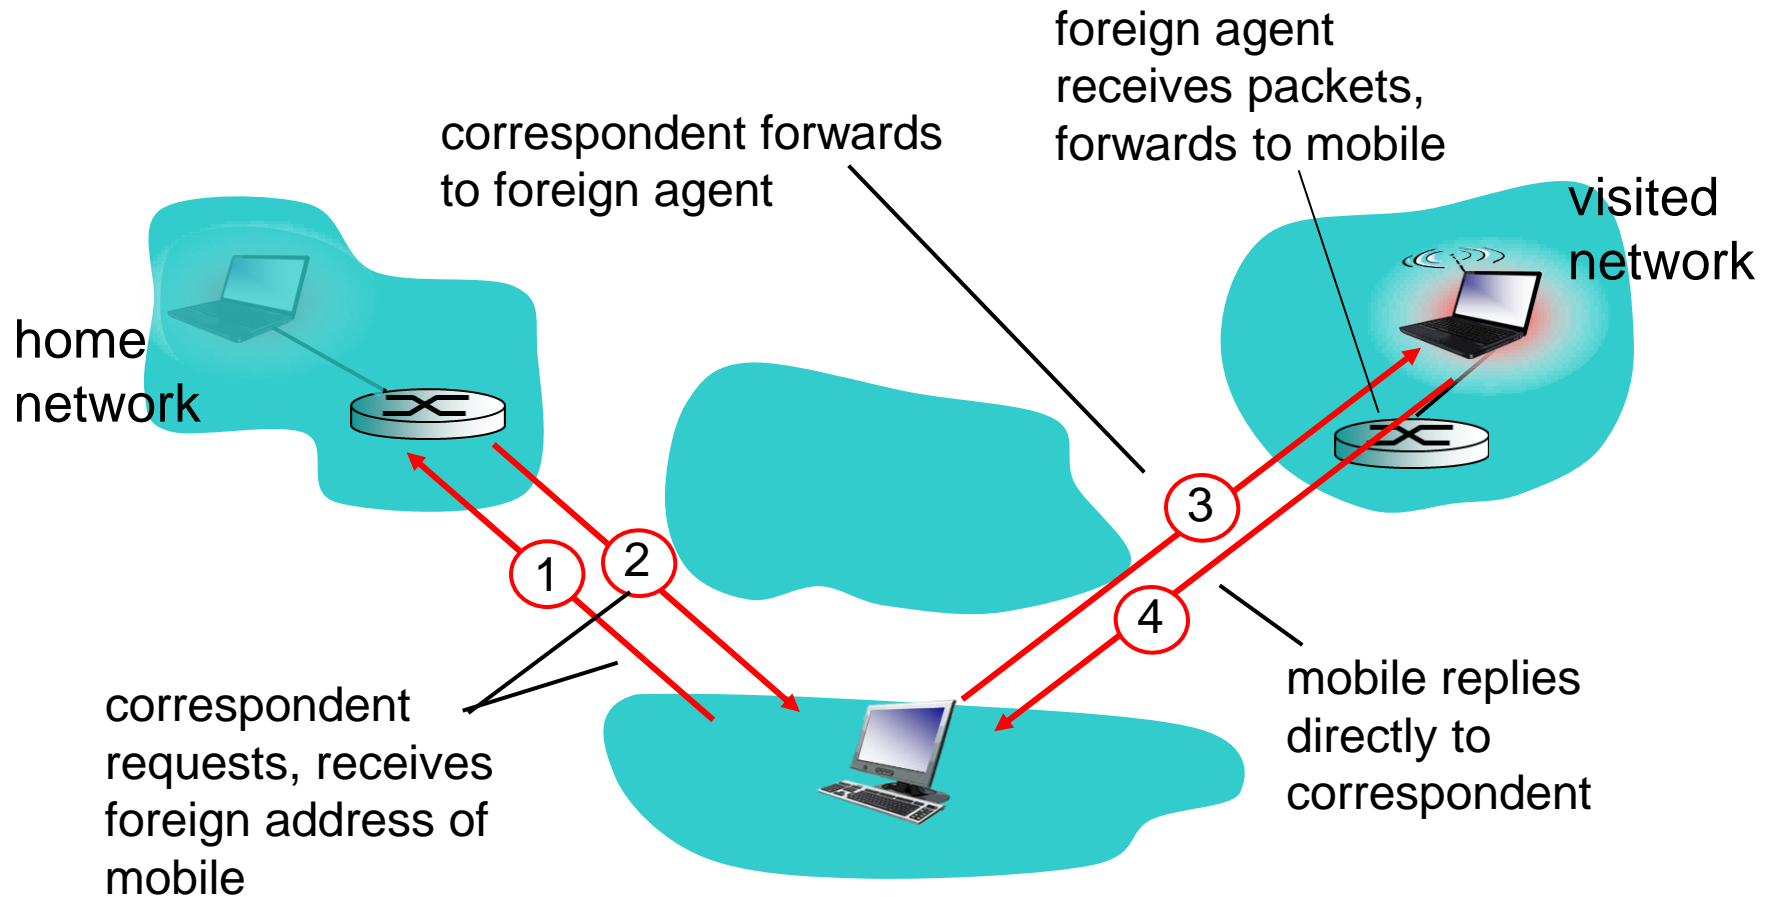 foreign agent
receives packets,
forwards to mobile
correspondent forwards
to foreign agent
visited
network
home
network
3
2
1
4
correspondent
requests, receives
foreign address of
mobile
mobile replies
directly to
correspondent